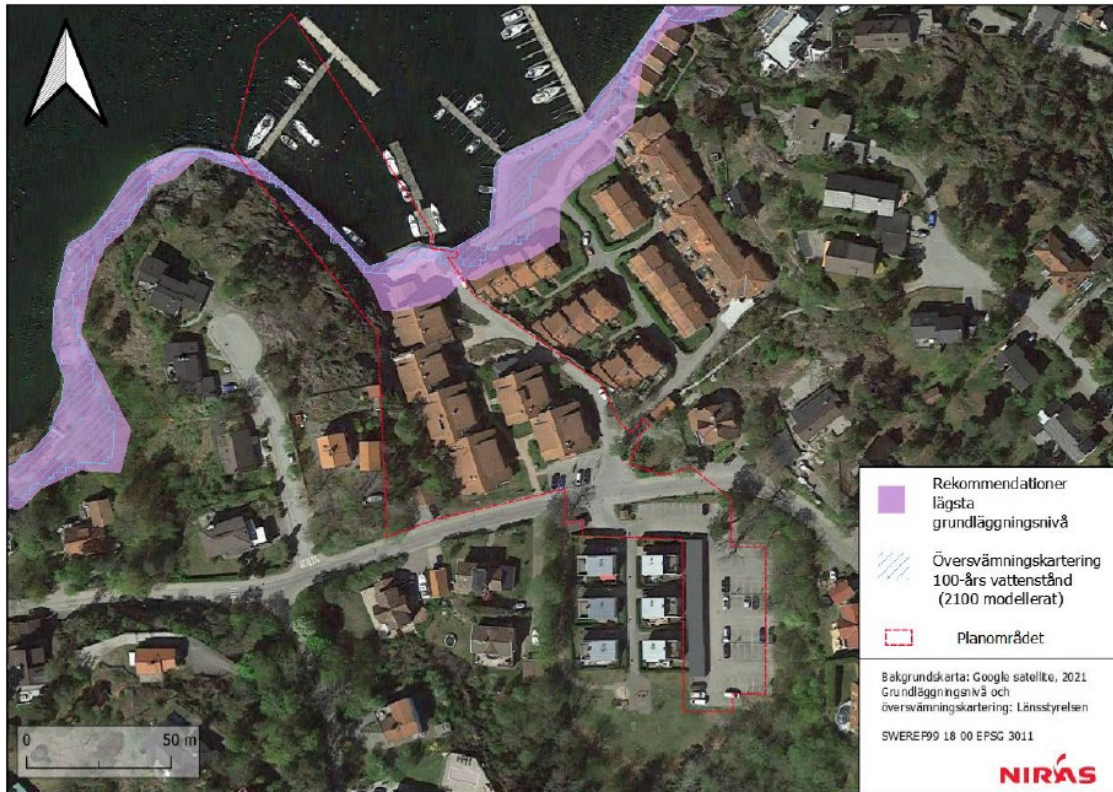 Rekommendationer
lägsta
grundläggningsnivå
Översvämningskartering
100-års vattenstånd
(2100 modellerat)
Planområdet
Bakgrundskarta: Google satellite, 2021
Grundläggningsnivå och
översvämningskartering: Länsstyrelsen
SWEREF99 18 00 EPSG 3011
NIRAS
0 50 m